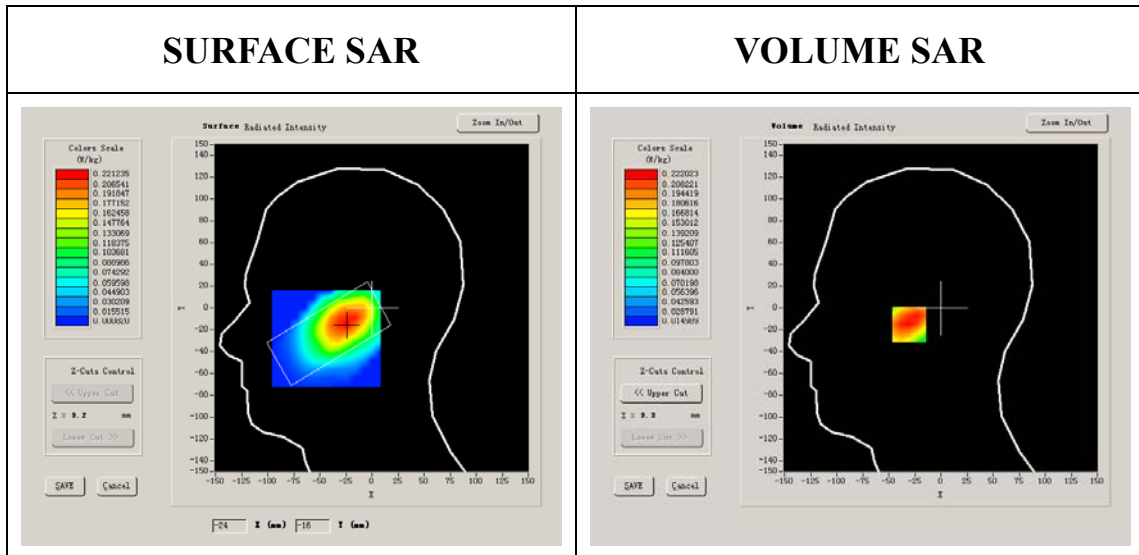 SURFACE SAR
VOLUME SAR
Surface Radiated Intensity
Zoom In/Out
Colors Scale
(W/kg)
0.221235
0.206541
0.191847
0.177152
0.162458
0.147764
0.133069
0.118375
0.103681
0.088986
0.074292
0.059598
0.044903
0.030209
0.015515
150
140
120
100
80
60
40
20
0
-20
-40
-60
-80
-100
-120
-140
-150
Y
-150 -125 -100 -75 -50 -25 0 25 50 75 100 125 150
X
Z-Cuts Control
<< Upper Cut
Z = mm
Lower Cut >>
SAVE Cancel
-24 X (mm) -16 Y (mm)
Volume Radiated Intensity
Zoom In/Out
Colors Scale
(W/kg)
0.222023
0.208221
0.194419
0.180616
0.166814
0.153012
0.139209
0.125407
0.111605
0.097803
0.084000
0.070198
0.056396
0.042593
0.028791
150
140
120
100
80
60
40
20
0
-20
-40
-60
-80
-100
-120
-140
-150
Y
-150 -125 -100 -75 -50 -25 0 25 50 75 100 125 150
X
Z-Cuts Control
<< Upper Cut
Z = mm
Lower Cut >>
SAVE Cancel